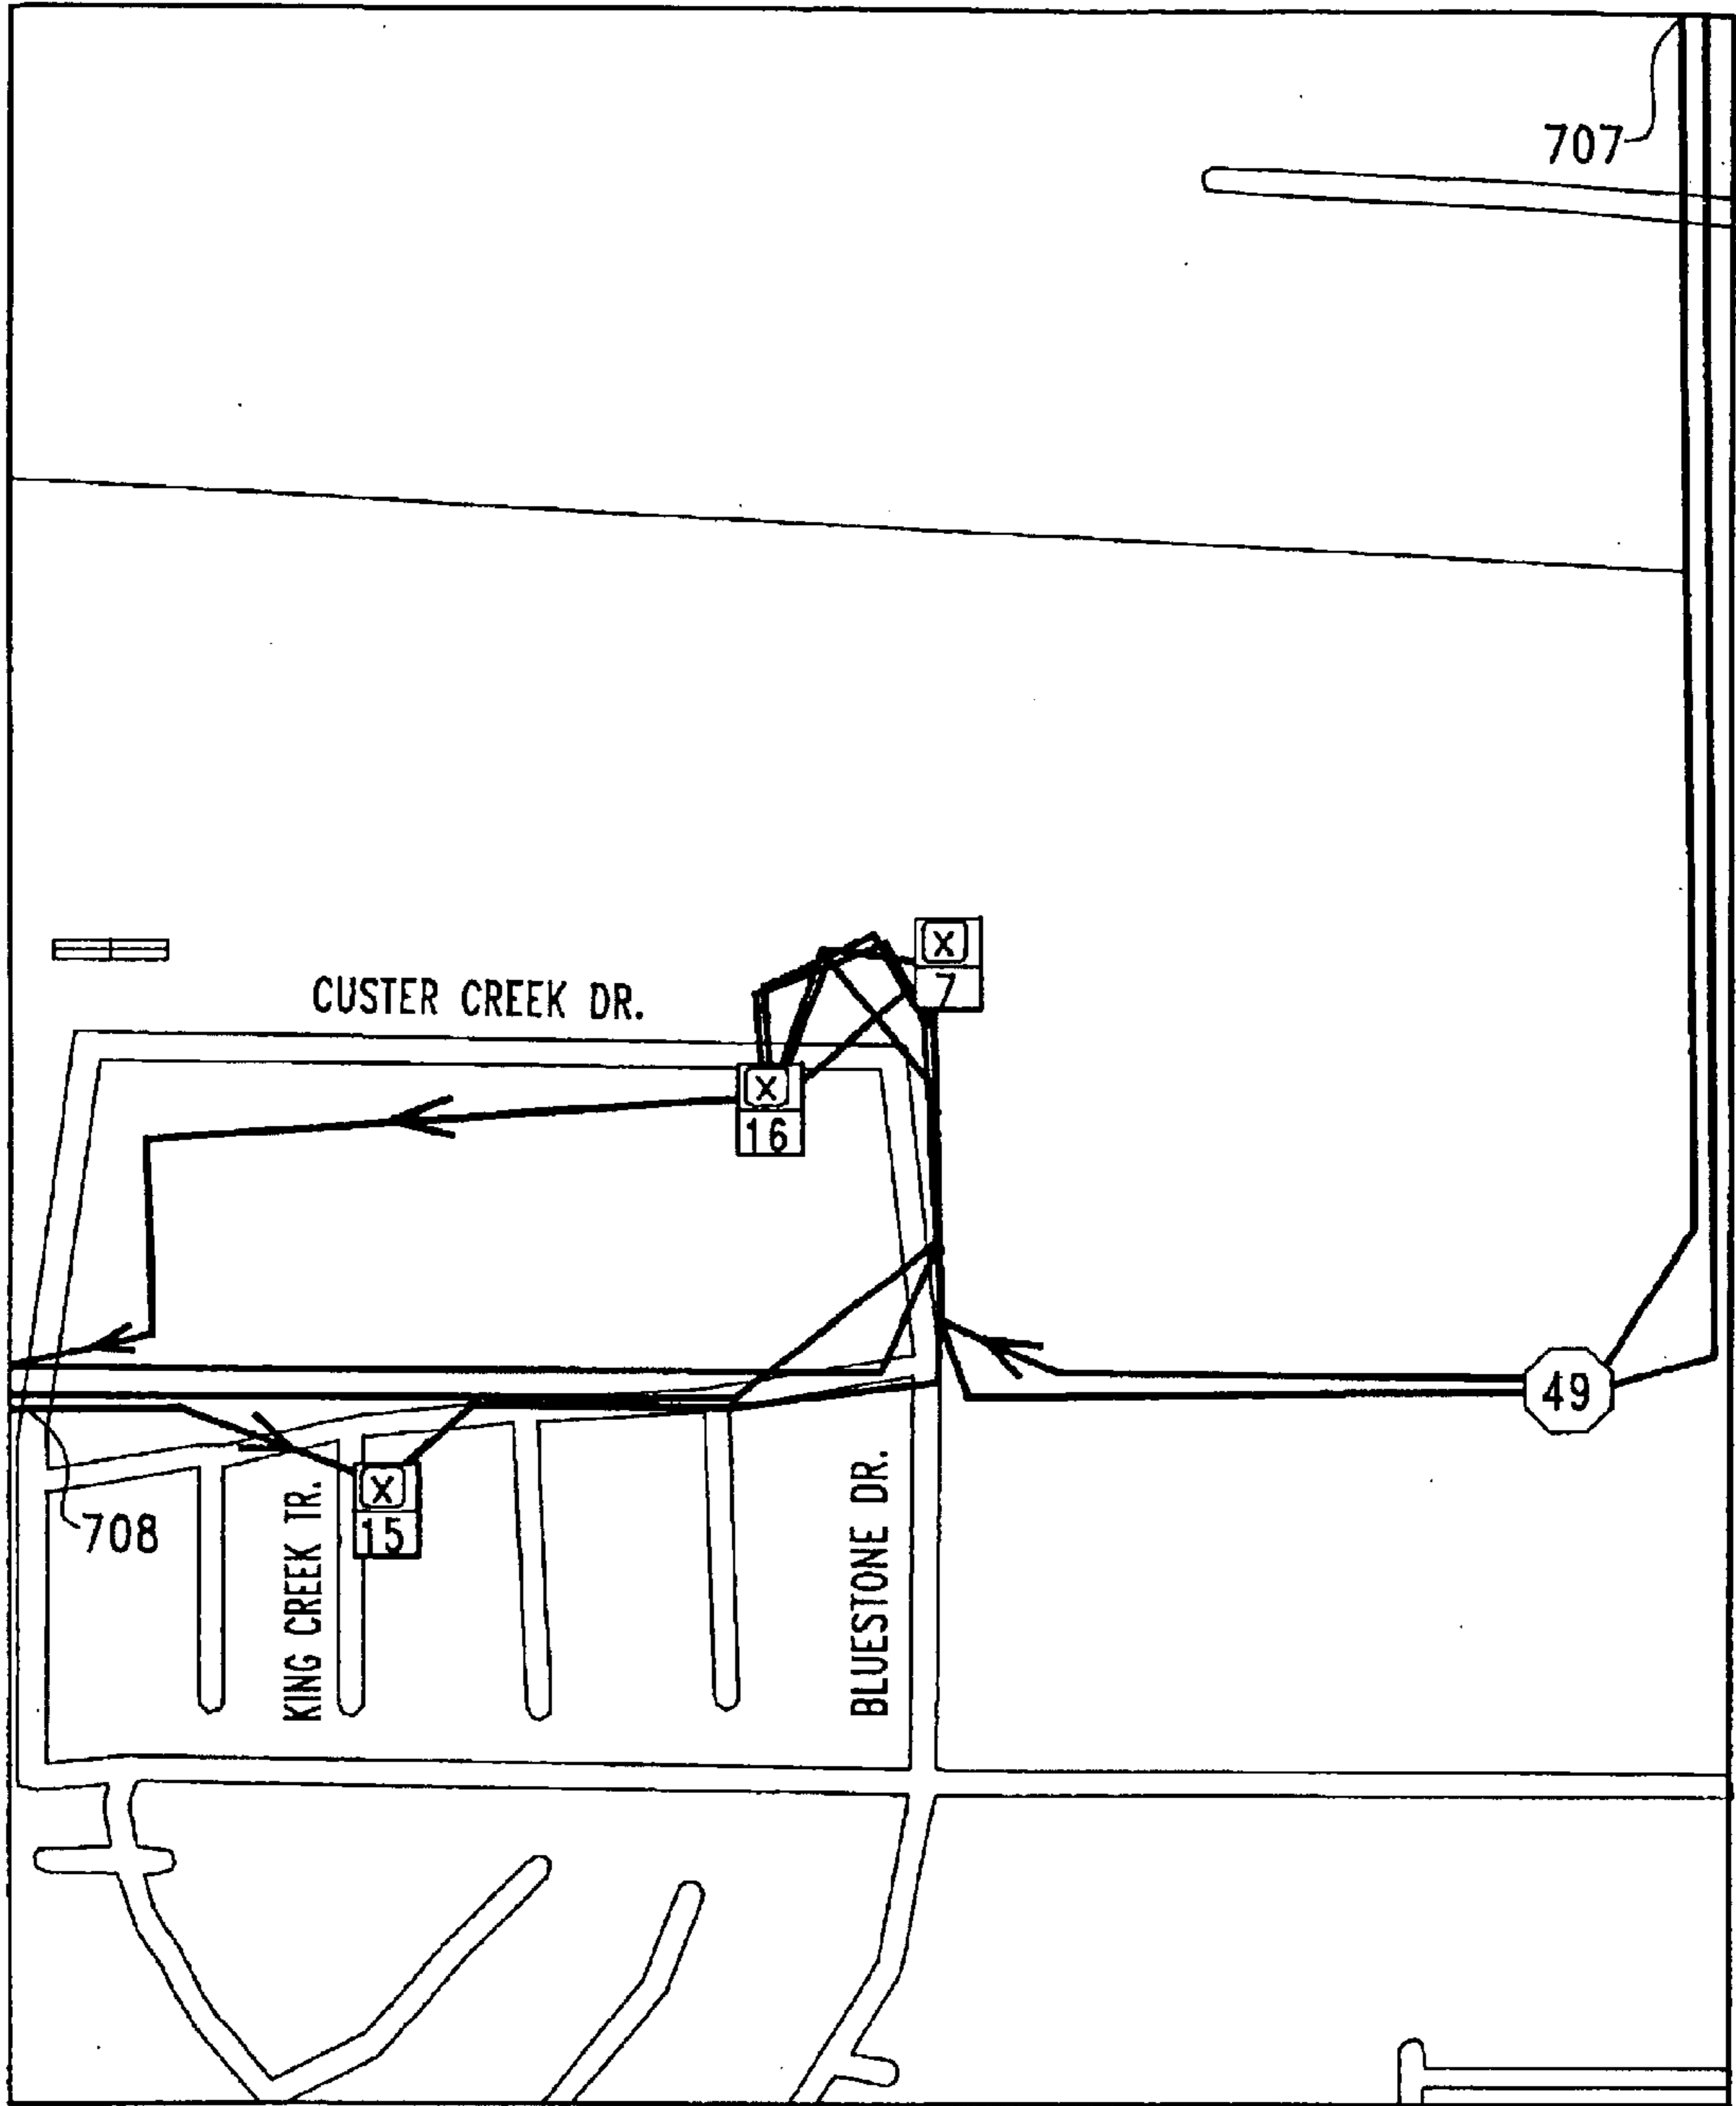 707
X
7
CUSTER CREEK DR.
X
16
49
X
15
708
KING CREEK TR.
BLUESTONE DR.